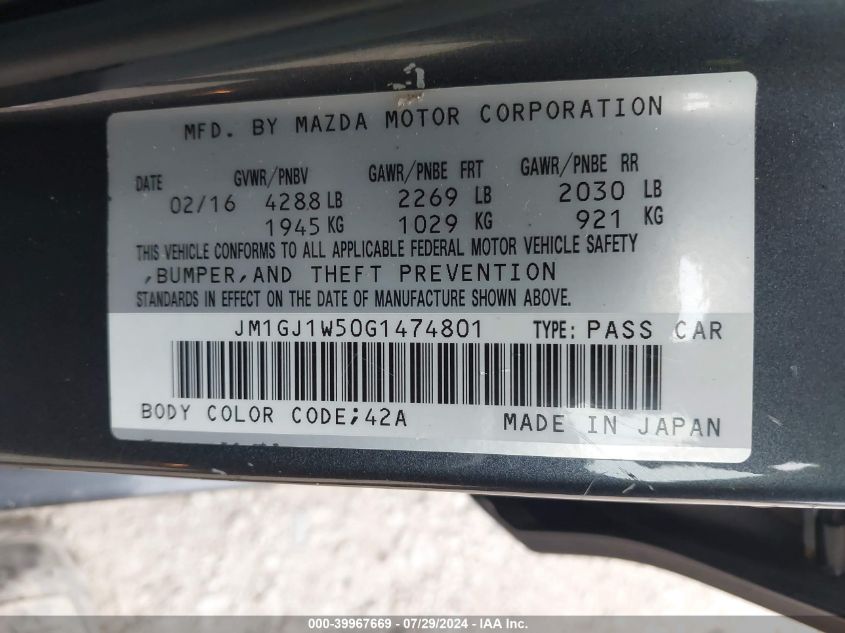 MFD. BY MAZDA MOTOR CORPORATION
DATE GVWR/PNBV GAWR/PNBE FRT GAWR/PNBE RR
02/16 4288 LB 2269 LB 2030 LB
1945 KG 1029 KG 921 KG
THIS VEHICLE CONFORMS TO ALL APPLICABLE FEDERAL MOTOR VEHICLE SAFETY
,BUMPER,AND THEFT PREVENTION
STANDARDS IN EFFECT ON THE DATE OF MANUFACTURE SHOWN ABOVE.
JM1GJ1W50G1474801 TYPE: PASS CAR
BODY COLOR CODE;42A MADE IN JAPAN
000-39967669 - 07/29/2024 - IAA Inc.